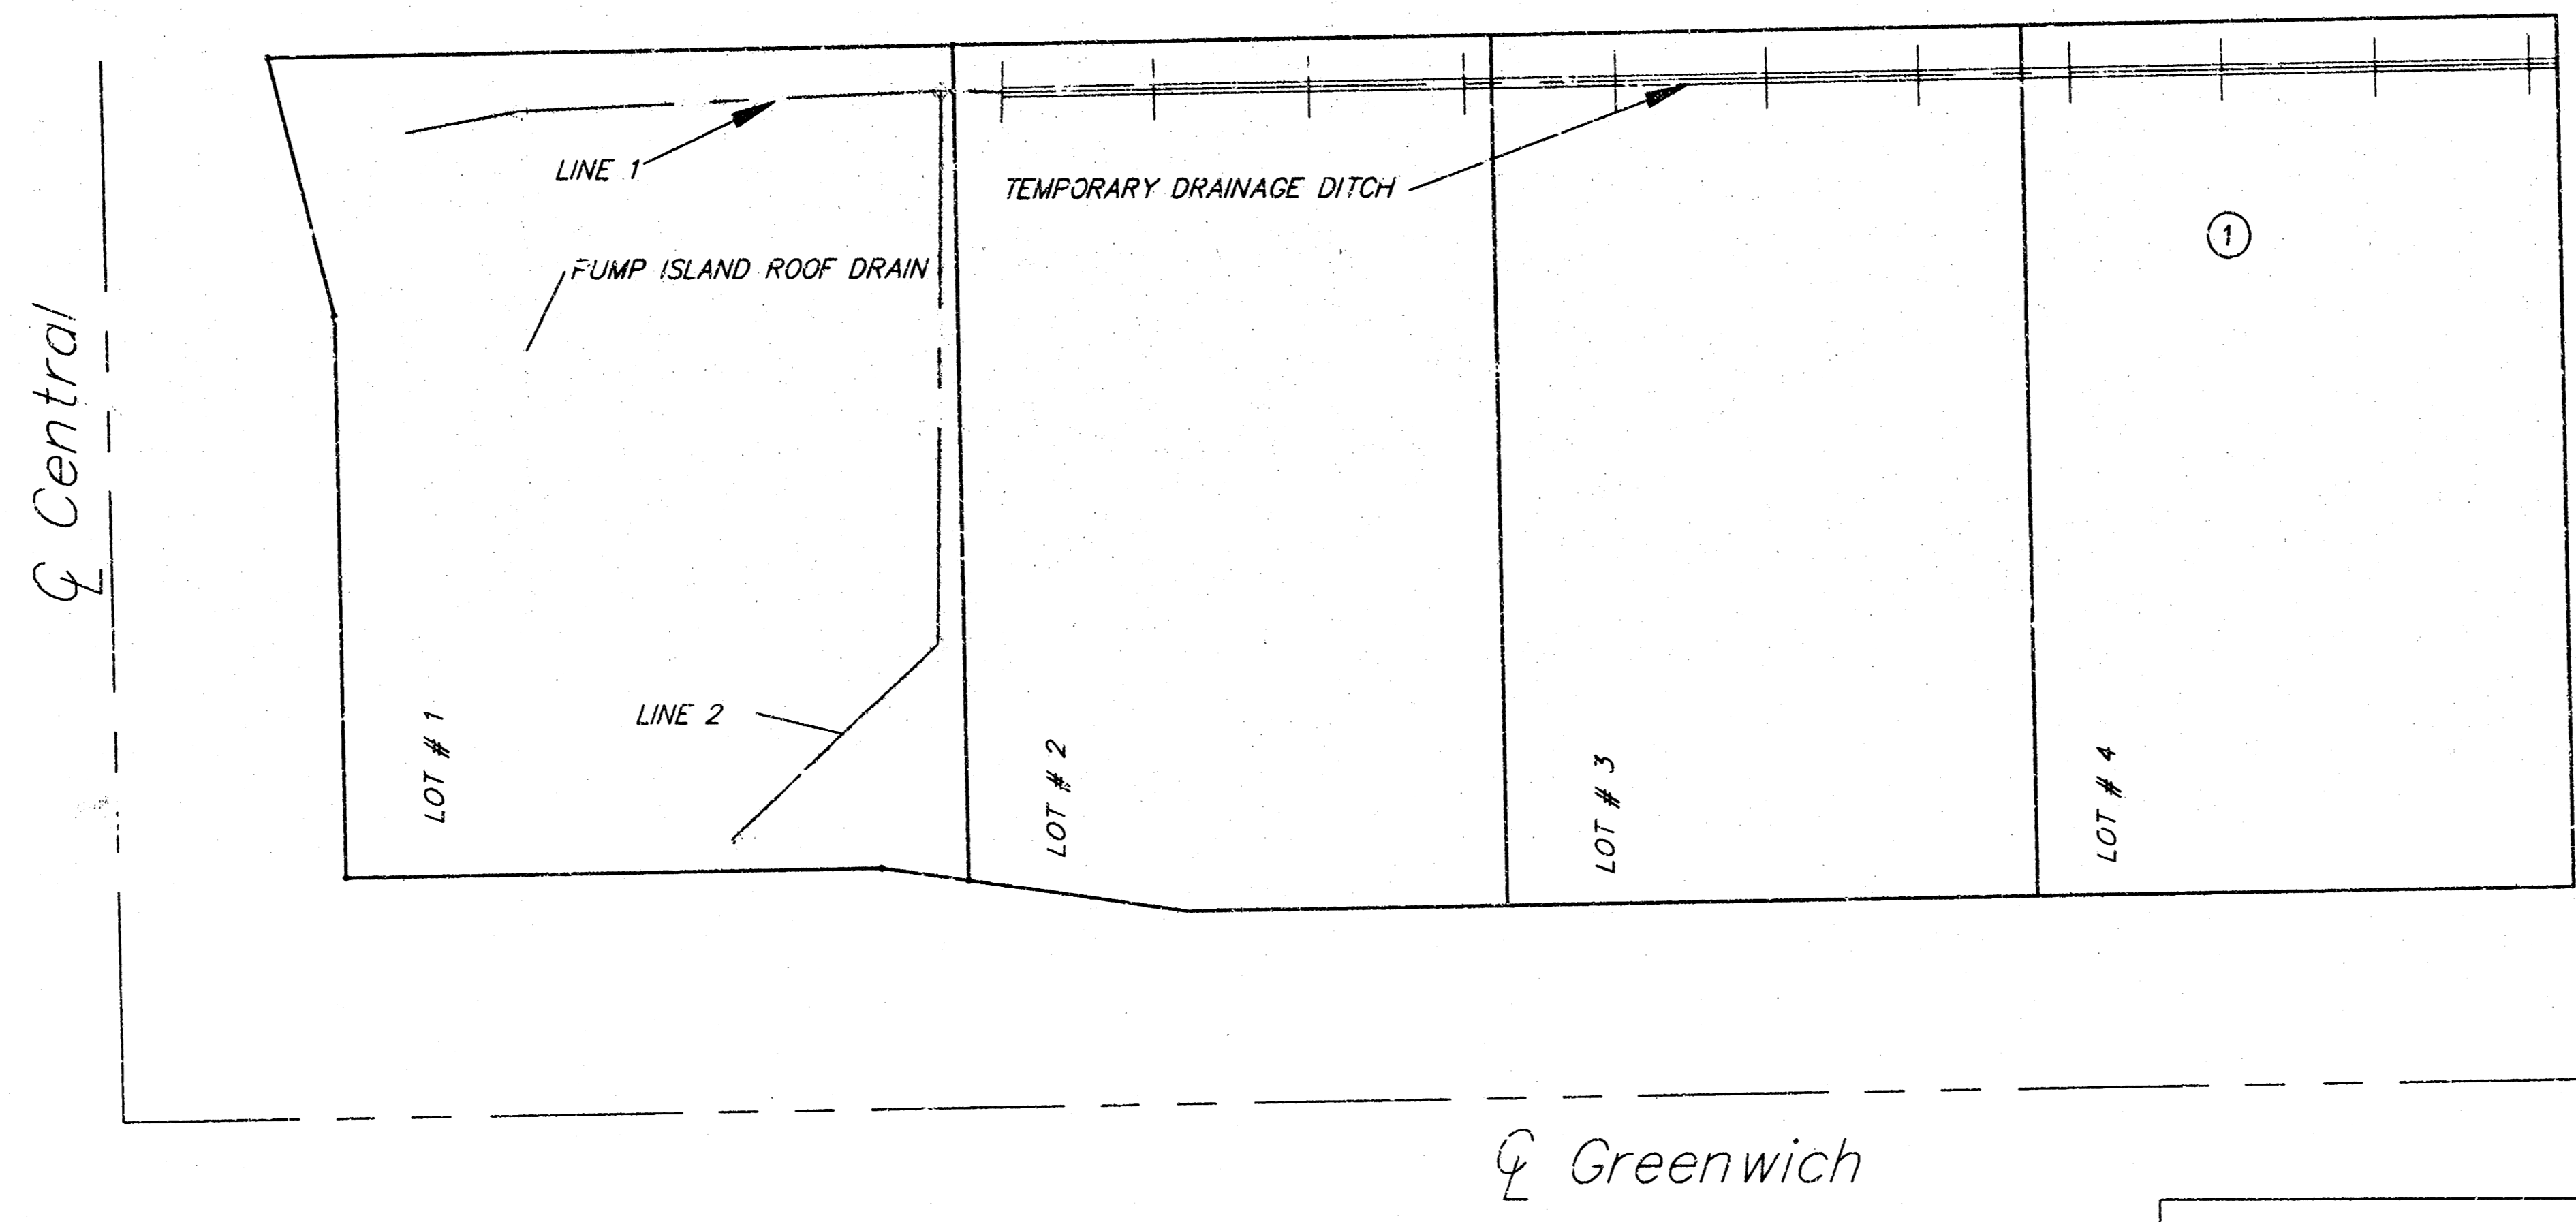 LINE 1
TEMPORARY DRAINAGE DITCH
1
PUMP ISLAND ROOF DRAIN
℄ Central
LINE 2
LOT # 1
LOT # 2
LOT # 3
LOT # 4
℄ Greenwich